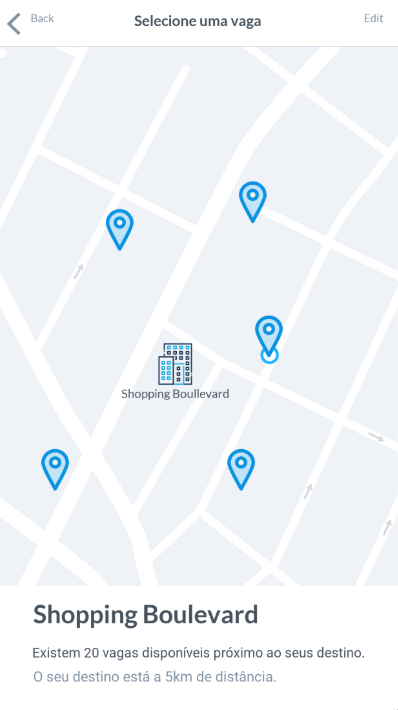 Back
Selecione uma vaga
Edit
Shopping Boullevard
Shopping Boulevard
Existem 20 vagas disponíveis próximo ao seus destino.
O seu destino está a 5km de distância.